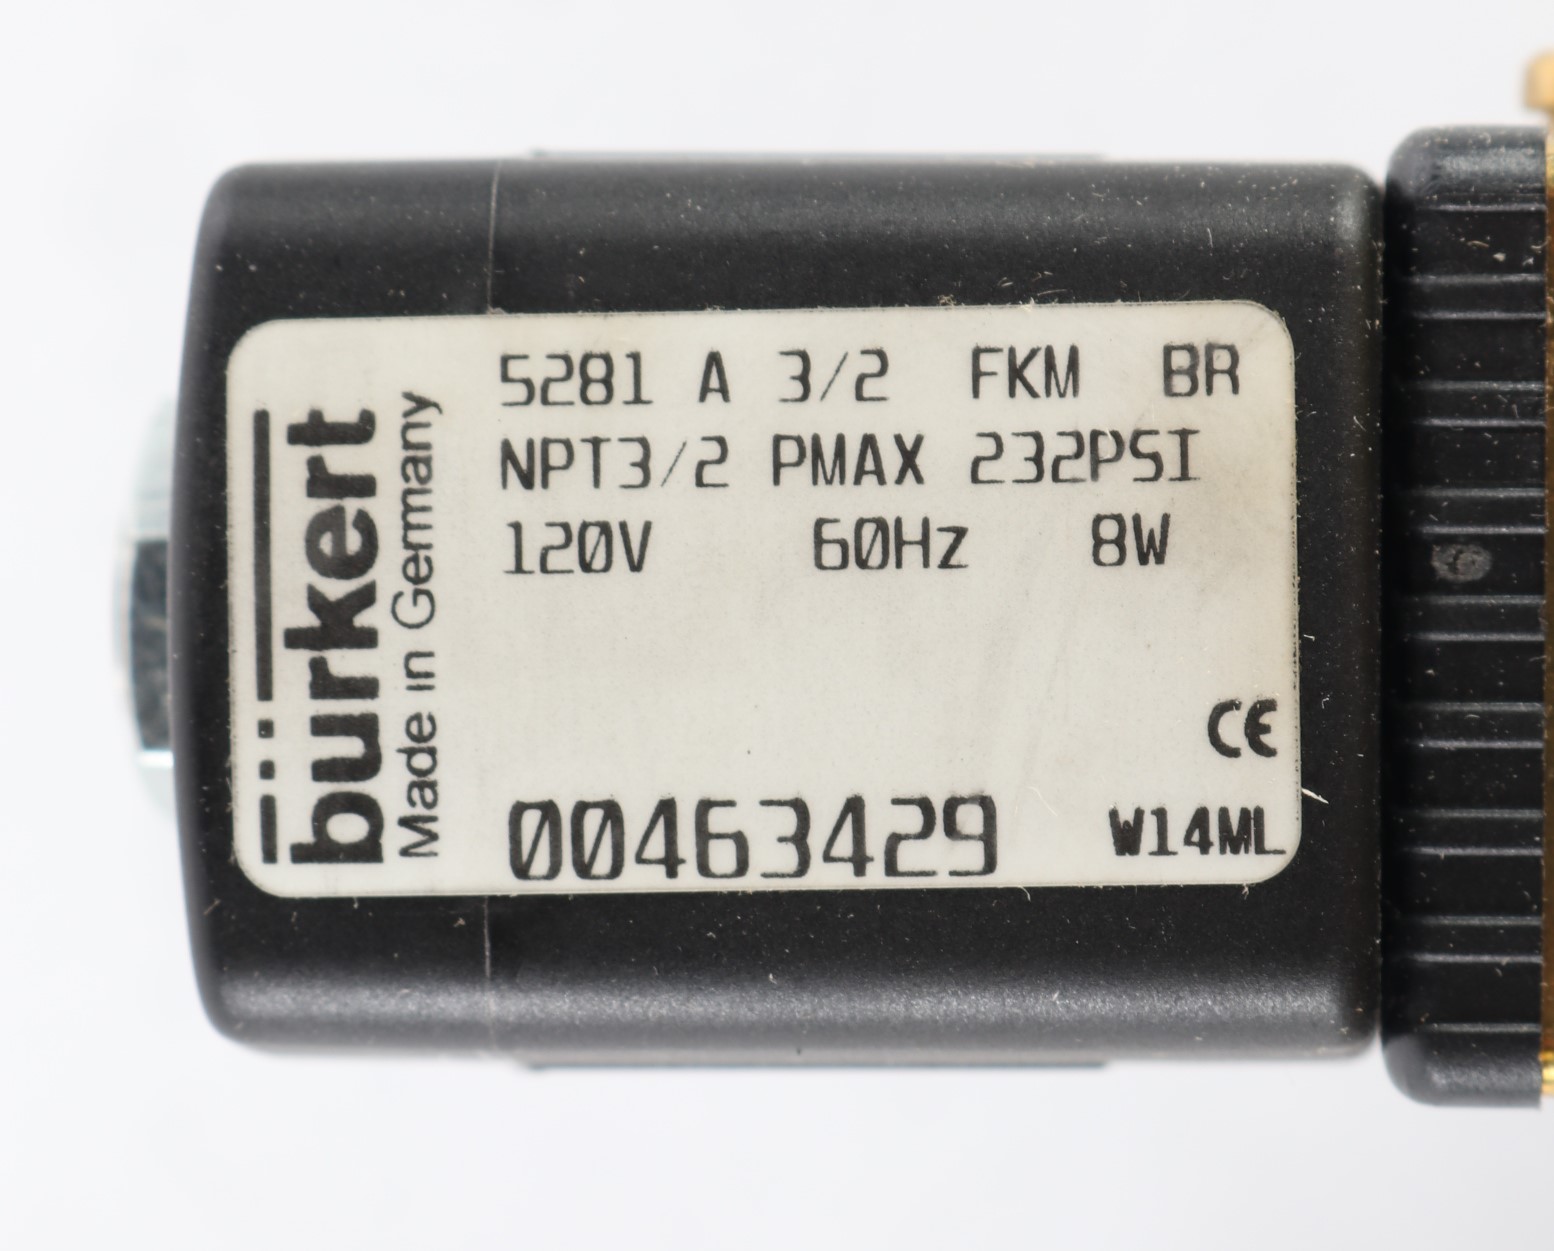 bürkert
Made in Germany
5281 A 3/2 FKM BR
NPT3/2 PMAX 232PSI
120V 60Hz 8W
CE
00463429 W14ML